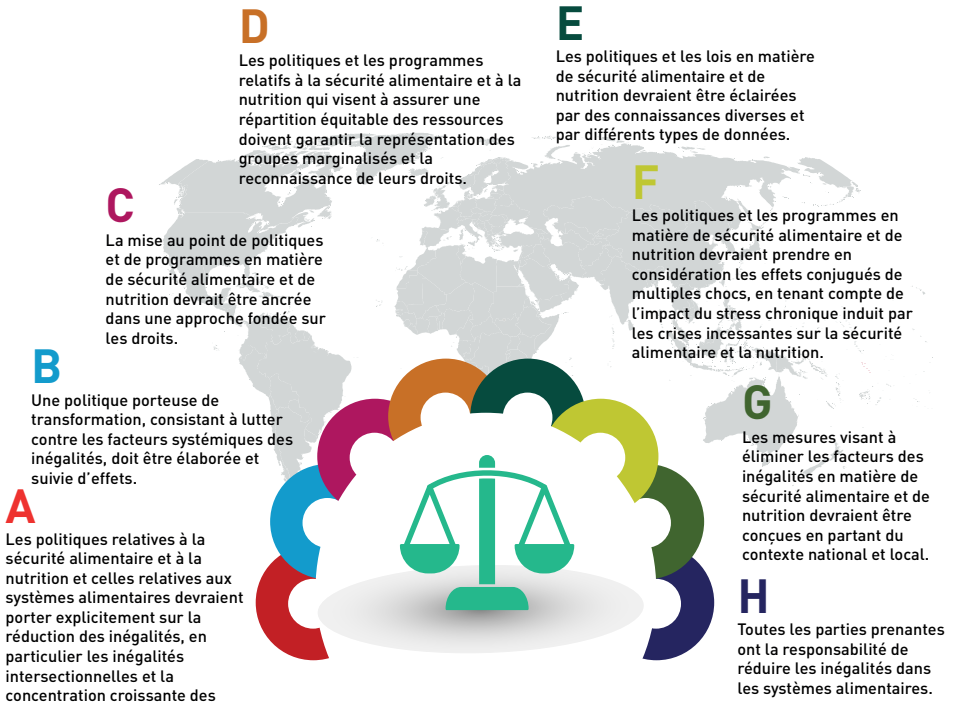 D
Les politiques et les programmes
relatifs à la sécurité alimentaire et à la
nutrition qui visent à assurer une
répartition équitable des ressources
doivent garantir la représentation des
groupes marginalisés et la
reconnaissance de leurs droits.
E
Les politiques et les lois en matière
de sécurité alimentaire et de
nutrition devraient être éclairées
par des connaissances diverses et
par différents types de données.
C
La mise au point de politiques
et de programmes en matière
de sécurité alimentaire et de
nutrition devrait être ancrée
dans une approche fondée sur
les droits.
F
Les politiques et les programmes en
matière de sécurité alimentaire et de
nutrition devraient prendre en
considération les effets conjugués de
multiples chocs, en tenant compte de
l’impact du stress chronique induit par
les crises incessantes sur la sécurité
alimentaire et la nutrition.
B
Une politique porteuse de
transformation, consistant à lutter
contre les facteurs systémiques des
inégalités, doit être élaborée et
suivie d’effets.
G
Les mesures visant à
éliminer les facteurs des
inégalités en matière de
sécurité alimentaire et de
nutrition devraient être
conçues en partant du
contexte national et local.
A
Les politiques relatives à la
sécurité alimentaire et à la
nutrition et celles relatives aux
systèmes alimentaires devraient
porter explicitement sur la
réduction des inégalités, en
particulier les inégalités
intersectionnelles et la
concentration croissante des
H
Toutes les parties prenantes
ont la responsabilité de
réduire les inégalités dans
les systèmes alimentaires.